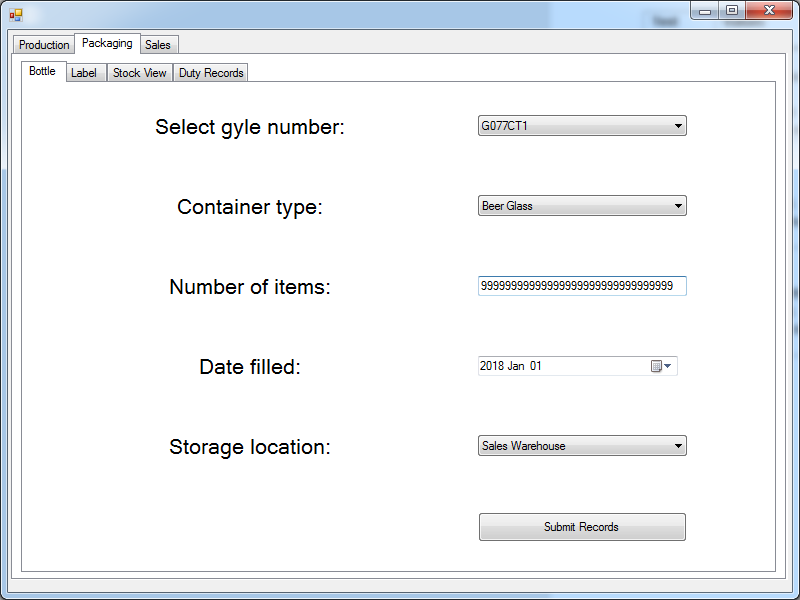 Production Packaging Sales
Bottle Label Stock View Duty Records
Select gyle number: G077CT1
Container type: Beer Glass
Number of items: 99999999999999999999999999999999
Date filled: 2018 Jan 01
Storage location: Sales Warehouse
Submit Records